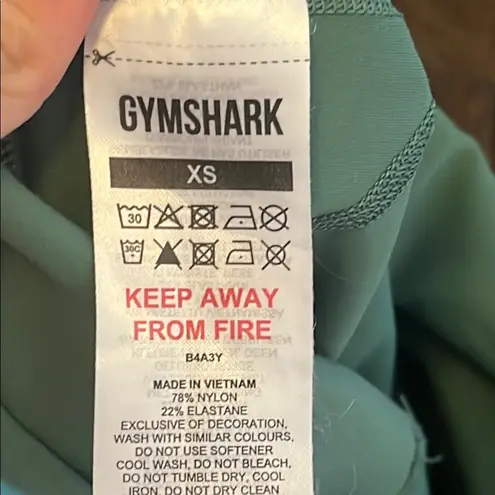 GYMSHARK
XS
30
30C
KEEP AWAY
FROM FIRE
B4A3Y
MADE IN VIETNAM
78% NYLON
22% ELASTANE
EXCLUSIVE OF DECORATION,
WASH WITH SIMILAR COLOURS,
DO NOT USE SOFTENER
COOL WASH, DO NOT BLEACH,
DO NOT TUMBLE DRY, COOL
IRON, DO NOT DRY CLEAN